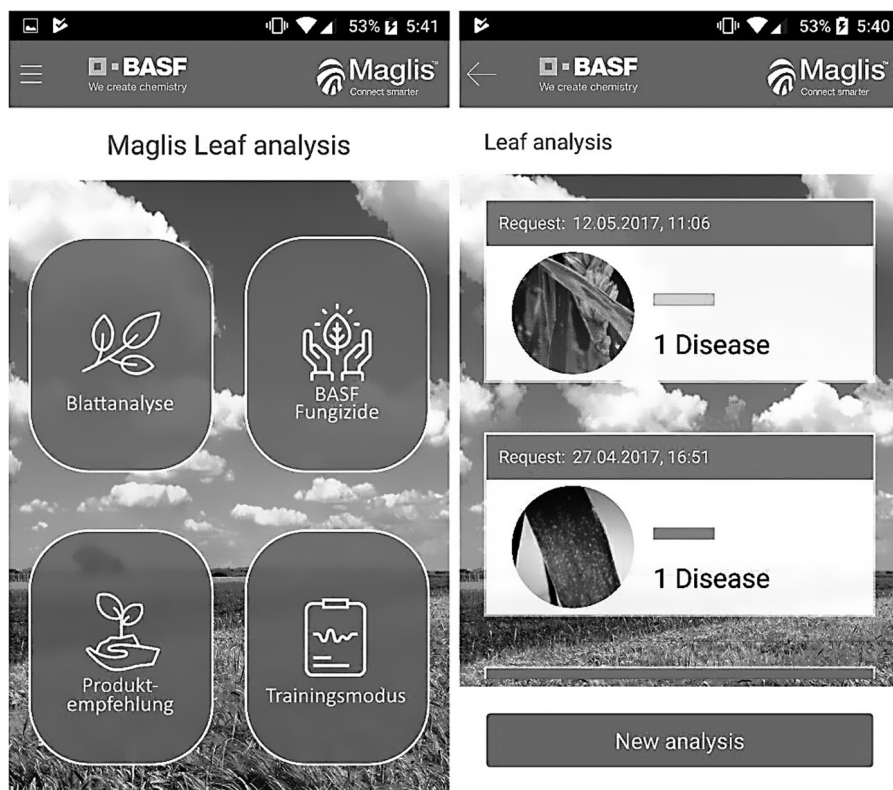 53% 5:41
BASF
We create chemistry
Maglis™
Connect smarter
Maglis Leaf analysis
Blattanalyse
BASF
Fungizide
Produkt-
empfehlung
Trainingsmodus
53% 5:40
BASF
We create chemistry
Maglis™
Connect smarter
Leaf analysis
Request: 12.05.2017, 11:06
1 Disease
Request: 27.04.2017, 16:51
1 Disease
New analysis